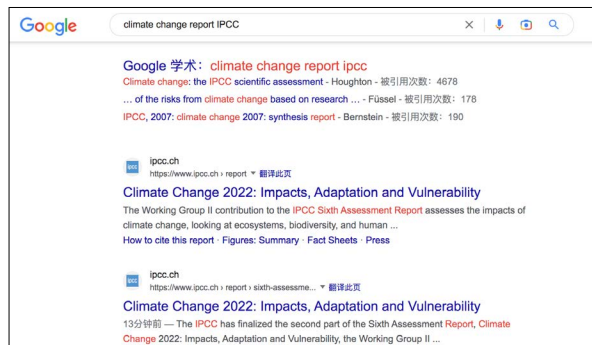 Google
climate change report IPCC
Google 学术： climate change report ipcc
Climate change: the IPCC scientific assessment - Houghton - 被引用次数：4678
... of the risks from climate change based on research ... - Füssel - 被引用次数：178
IPCC, 2007: climate change 2007: synthesis report - Bernstein - 被引用次数：190
ipcc
ipcc.ch
https://www.ipcc.ch › report ▼ 翻译此页
Climate Change 2022: Impacts, Adaptation and Vulnerability
The Working Group II contribution to the IPCC Sixth Assessment Report assesses the impacts of
climate change, looking at ecosystems, biodiversity, and human ...
How to cite this report · Figures: Summary · Fact Sheets · Press
ipcc
ipcc.ch
https://www.ipcc.ch › report › sixth-assessme... ▼ 翻译此页
Climate Change 2022: Impacts, Adaptation and Vulnerability
13分钟前 — The IPCC has finalized the second part of the Sixth Assessment Report, Climate
Change 2022: Impacts, Adaptation and Vulnerability, the Working Group II ...